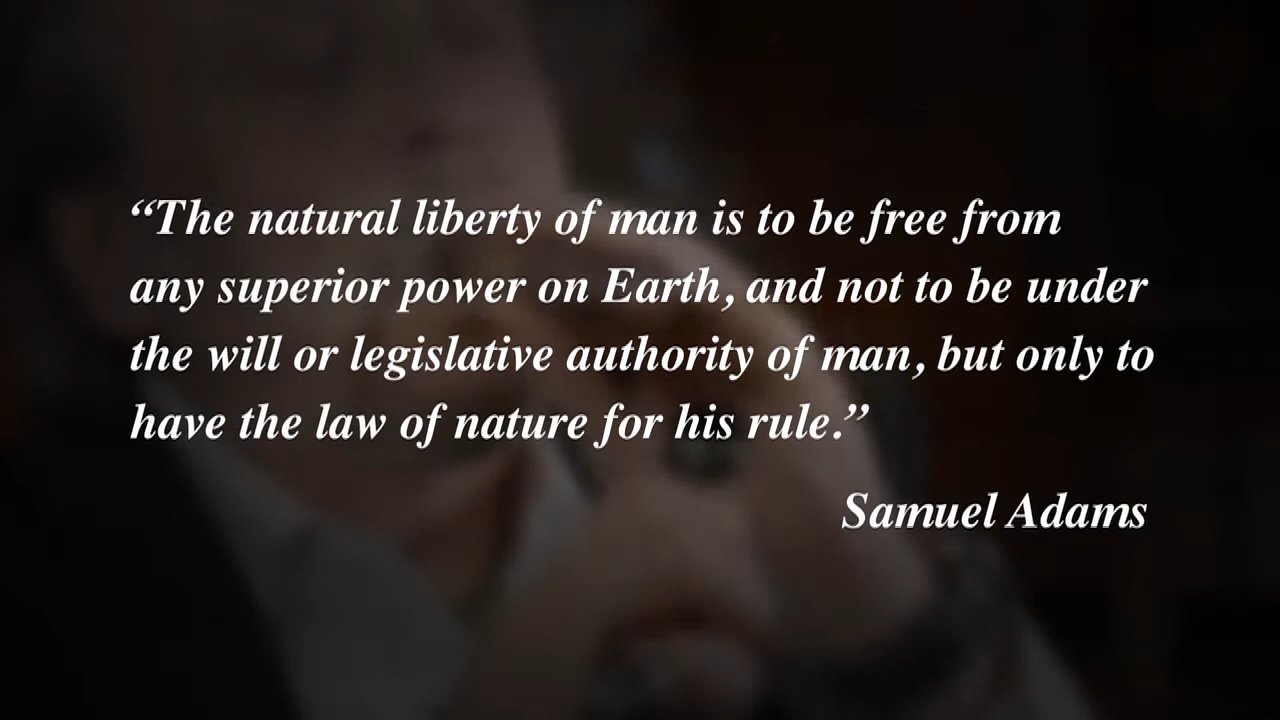 “The natural liberty of man is to be free from
any superior power on Earth, and not to be under
the will or legislative authority of man, but only to
have the law of nature for his rule.”
Samuel Adams